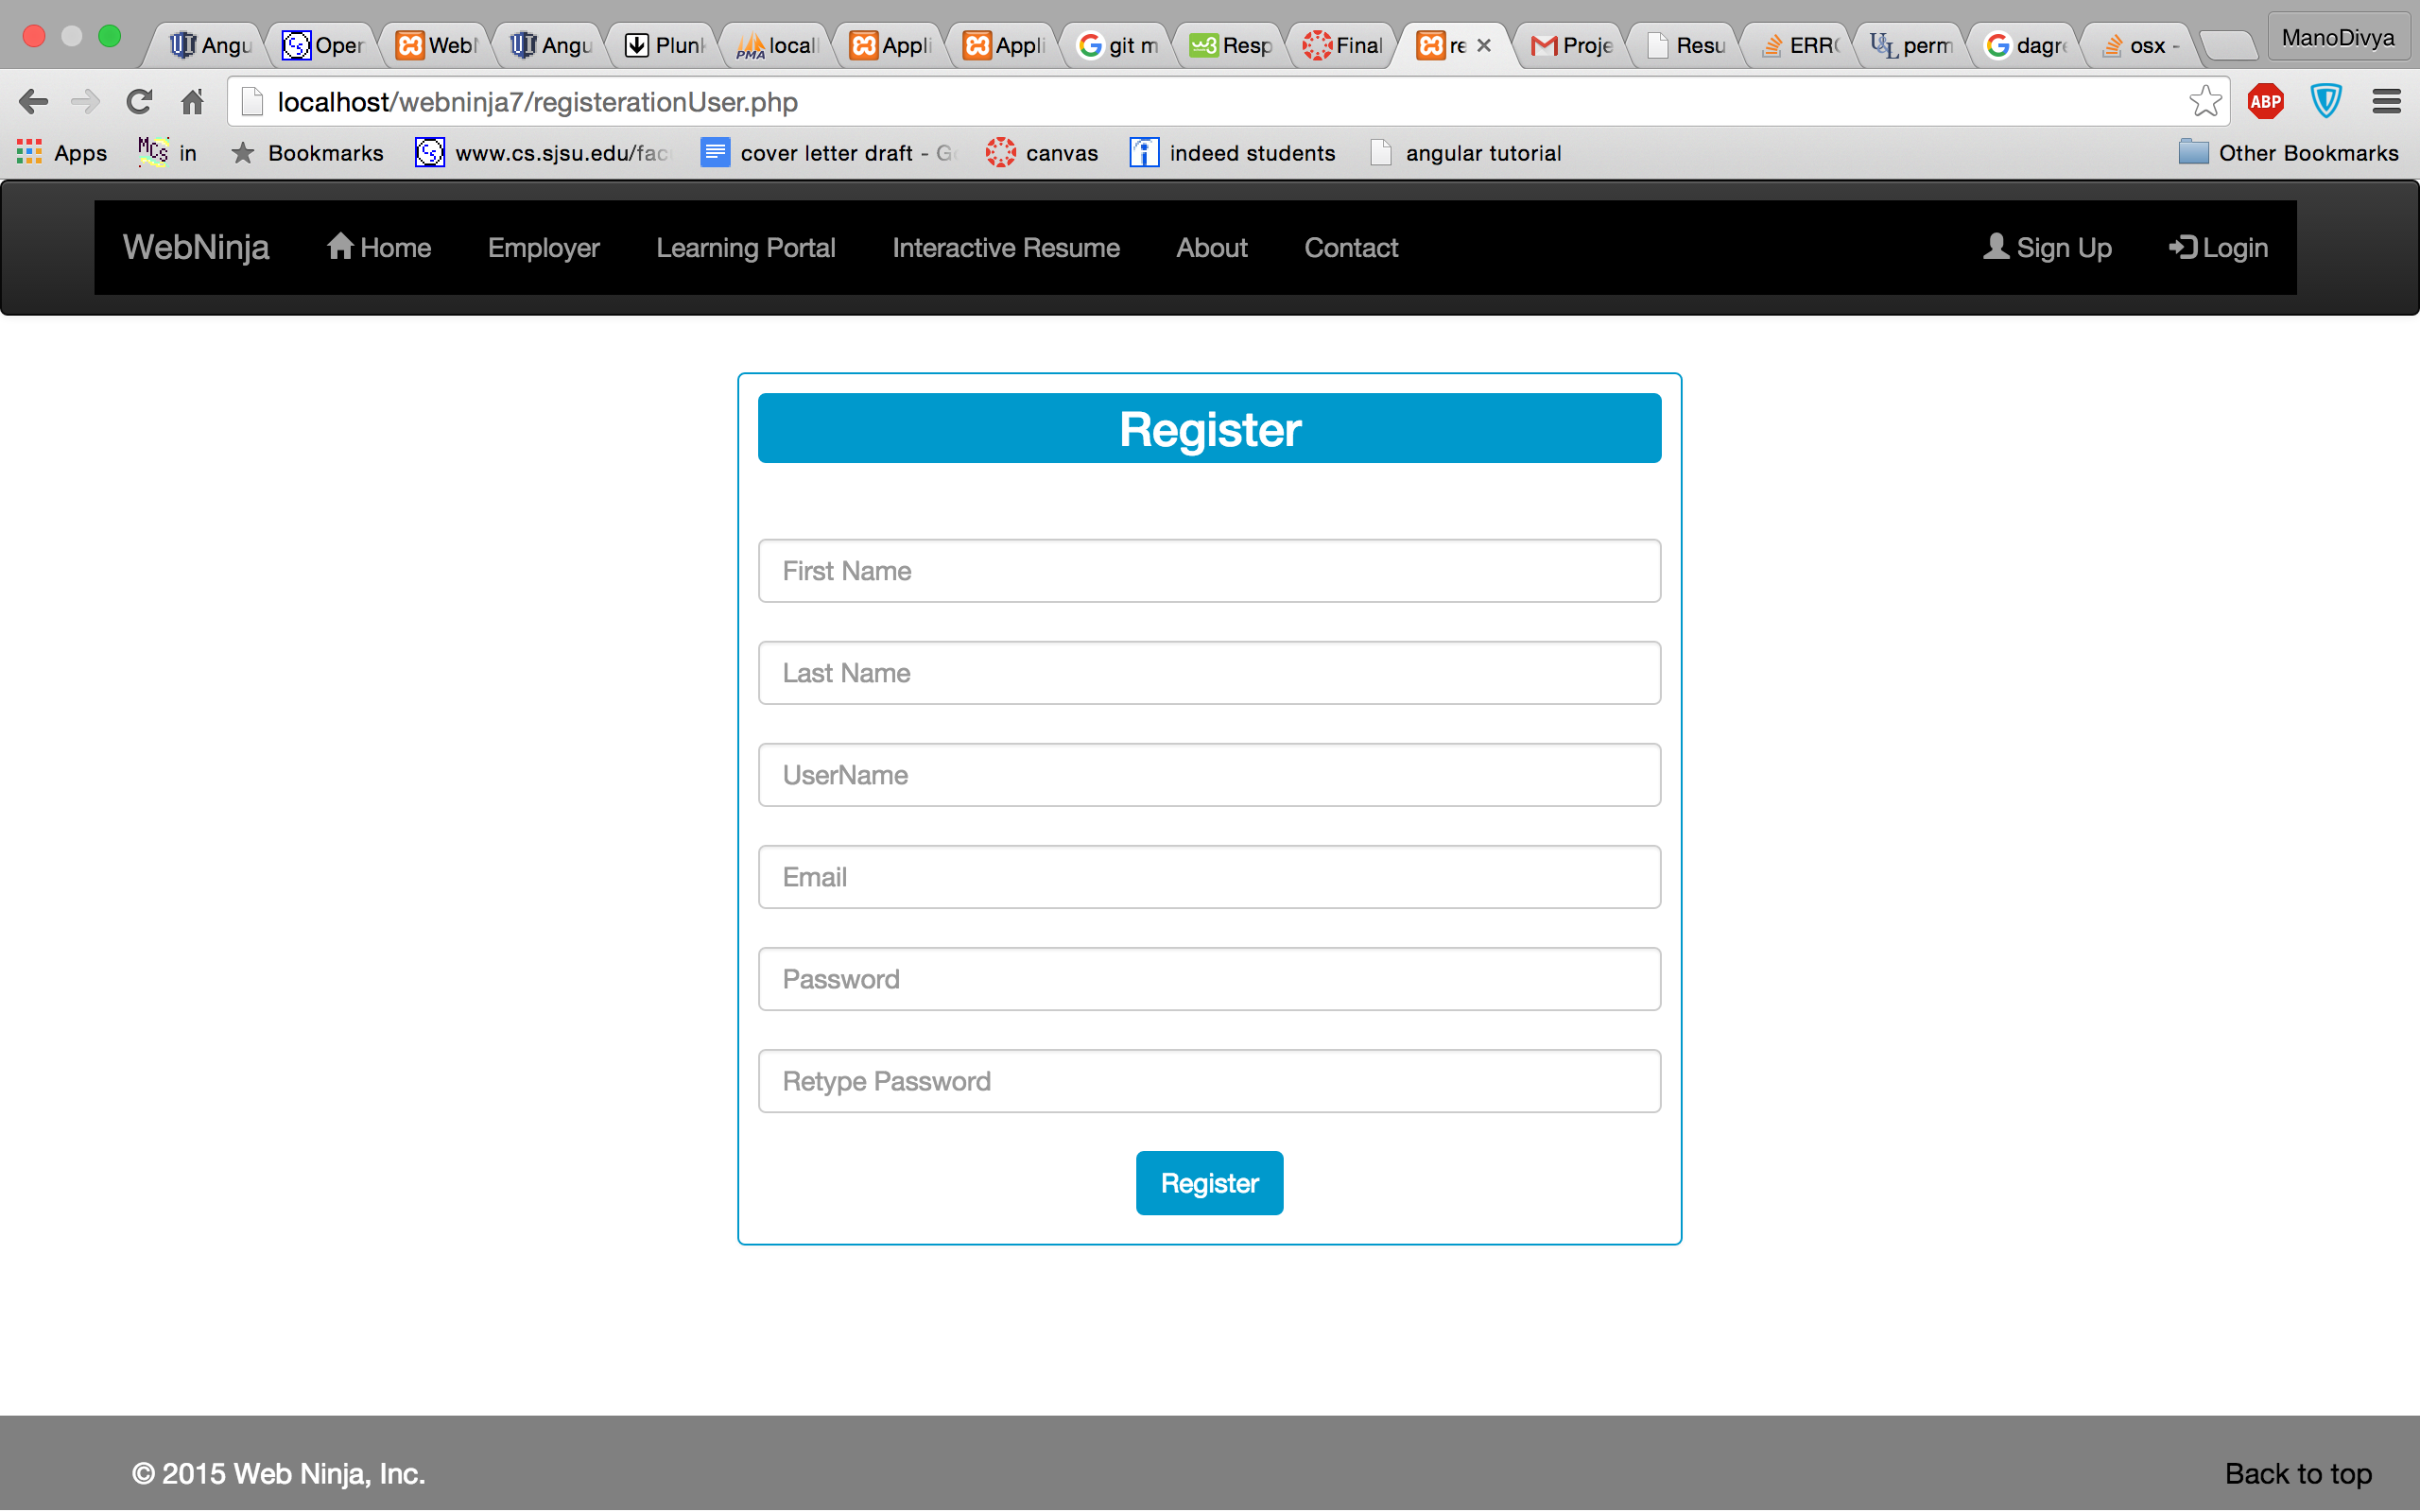 Angu Oper Web Angu Plunk locall Appli Appli git m Resp Final re Proje Resu ERR perm dagre osx - ManoDivya
localhost/webninja7/registerationUser.php
Apps in Bookmarks www.cs.sjsu.edu/fac cover letter draft - G canvas indeed students angular tutorial Other Bookmarks
WebNinja Home Employer Learning Portal Interactive Resume About Contact Sign Up Login
Register
First Name
Last Name
UserName
Email
Password
Retype Password
Register
© 2015 Web Ninja, Inc. Back to top